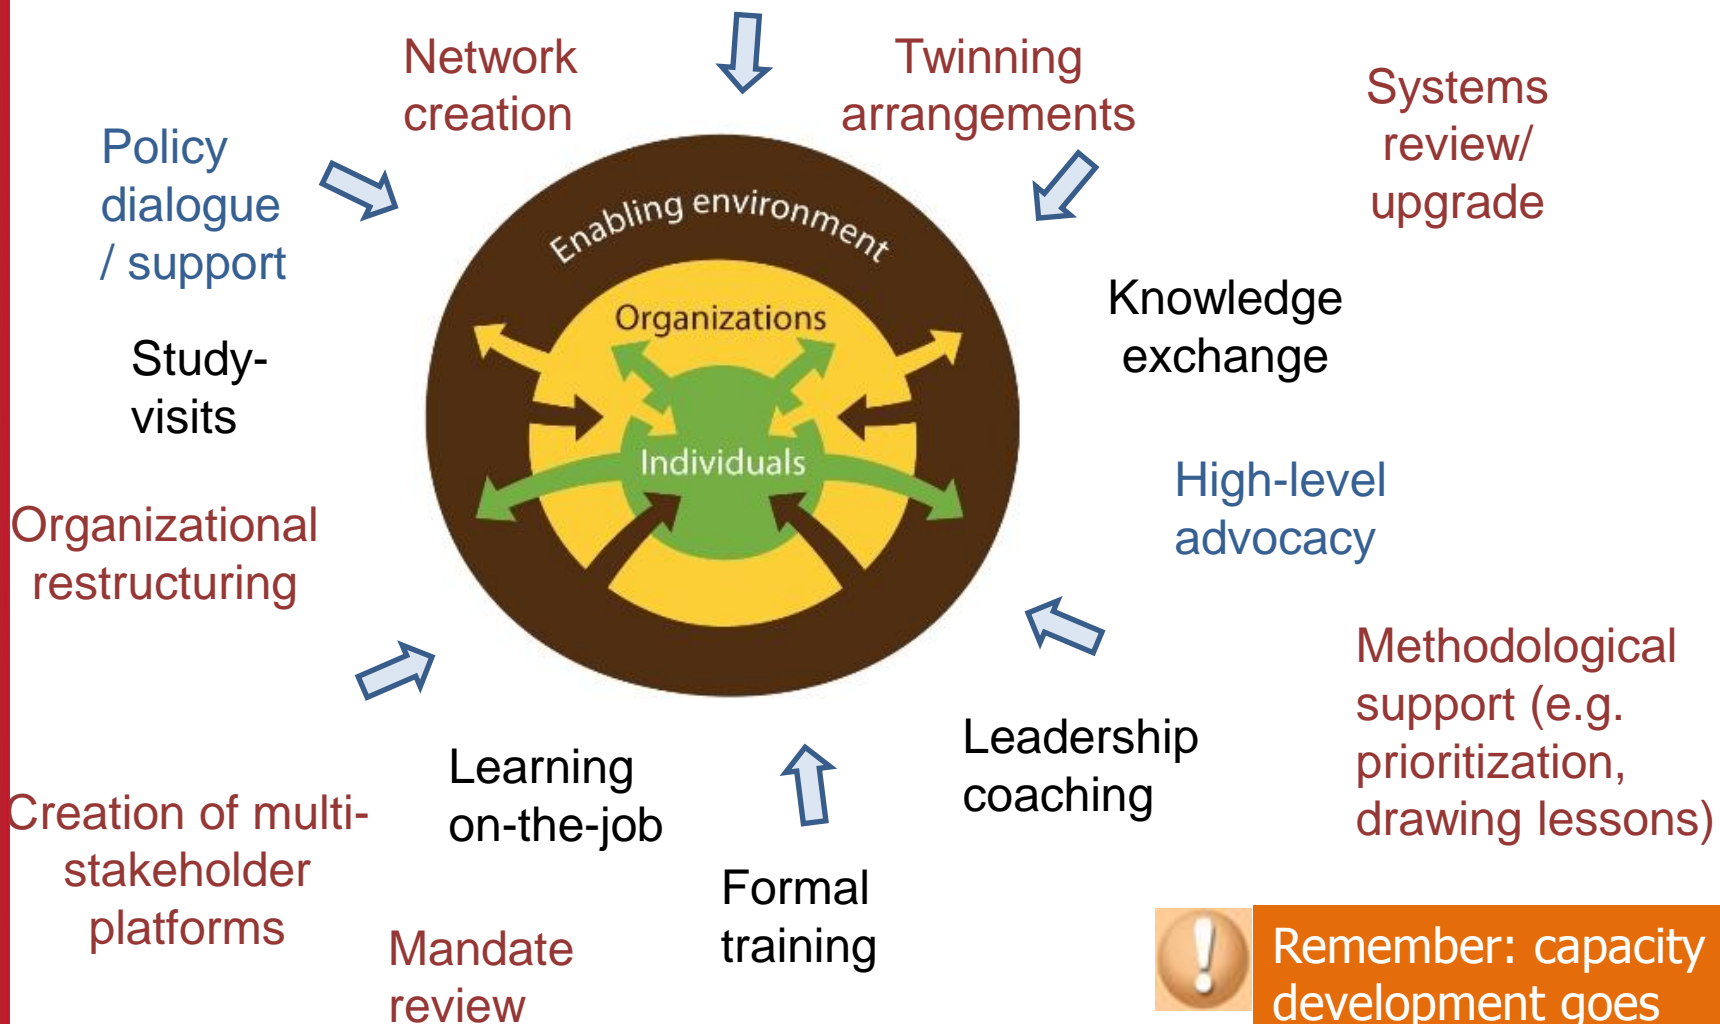 Network
creation
Twinning
arrangements
Systems
review/
upgrade
Policy
dialogue
/ support
Enabling environment
Organizations
Individuals
Knowledge
exchange
Study-
visits
High-level
advocacy
Organizational
restructuring
Methodological
support (e.g.
prioritization,
drawing lessons)
Leadership
coaching
Learning
on-the-job
Creation of multi-
stakeholder
platforms
Formal
training
Mandate
review
Remember: capacity
development goes